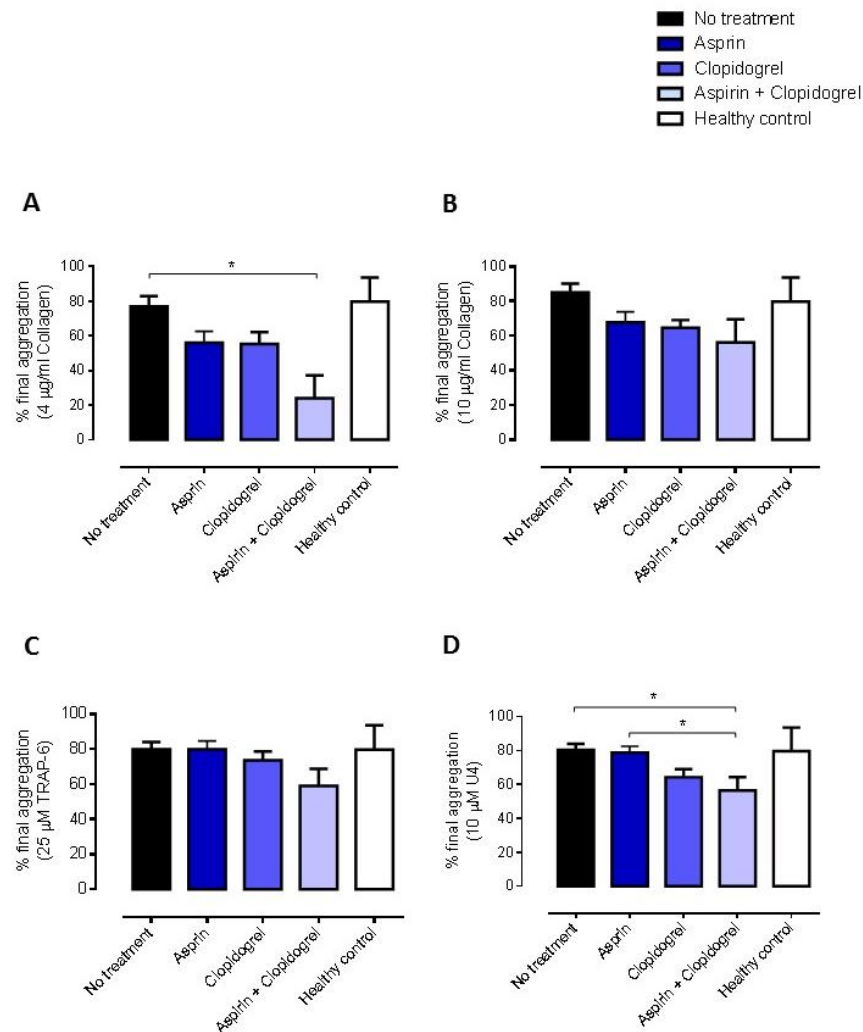 No treatment
Asprin
Clopidogrel
Aspirin + Clopidogrel
Healthy control
A
B
% final aggregation
(4 µg/ml Collagen)
100
80
60
40
20
0
*
No treatment
Asprin
Clopidogrel
Aspirin + Clopidogrel
Healthy control
% final aggregation
(10 µg/ml Collagen)
100
80
60
40
20
0
No treatment
Asprin
Clopidogrel
Aspirin + Clopidogrel
Healthy control
C
D
% final aggregation
(25 µM TRAP-6)
100
80
60
40
20
0
No treatment
Asprin
Clopidogrel
Aspirin + Clopidogrel
Healthy control
% final aggregation
(10 µM U4)
100
80
60
40
20
0
*
*
No treatment
Asprin
Clopidogrel
Aspirin + Clopidogrel
Healthy control